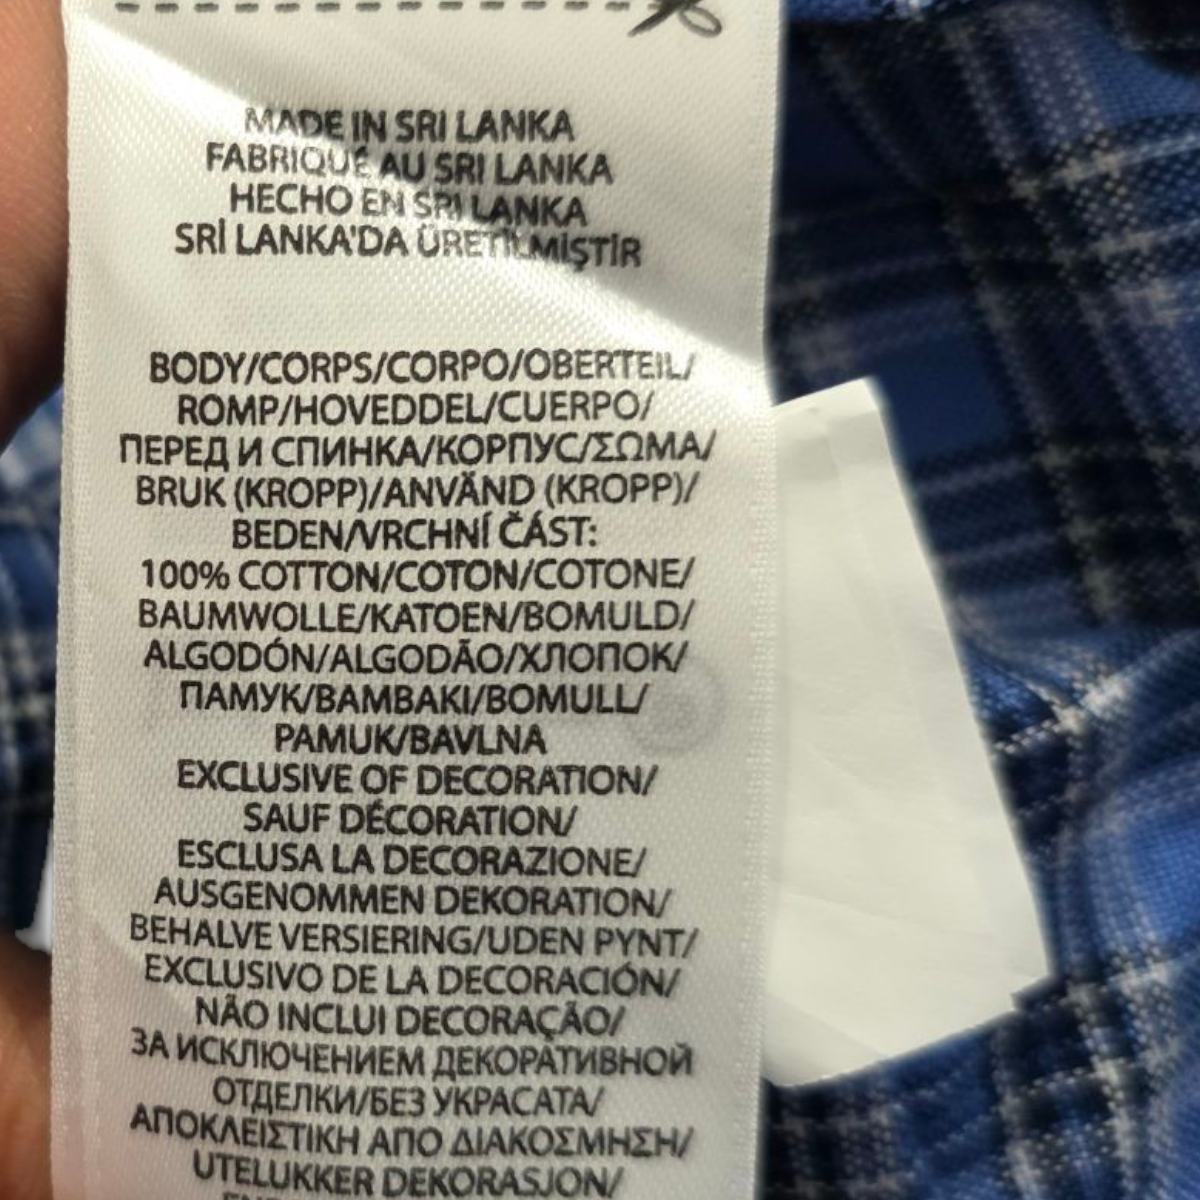 MADE IN SRI LANKA
FABRIQUÉ AU SRI LANKA
HECHO EN SRI LANKA
SRİ LANKA'DA ÜRETİLMİŞTİR
BODY/CORPS/CORPO/OBERTEIL/
ROMP/HOVEDDEL/CUERPO/
ПЕРЕД И СПИНКА/КОРПУС/ΣΩΜΑ/
BRUK (KROPP)/ANVÄND (KROPP)/
BEDEN/VRCHNÍ ČÁST:
100% COTTON/COTON/COTONE/
BAUMWOLLE/KATOEN/BOMULD/
ALGODÓN/ALGODÃO/ХЛОПОК/
ПАМУК/BAMBAKI/BOMULL/
PAMUK/BAVLNA
EXCLUSIVE OF DECORATION/
SAUF DÉCORATION/
ESCLUSA LA DECORAZIONE/
AUSGENOMMEN DEKORATION/
BEHALVE VERSIERING/UDEN PYNT/
EXCLUSIVO DE LA DECORACIÓN/
NÃO INCLUI DECORAÇÃO/
ЗА ИСКЛЮЧЕНИЕМ ДЕКОРАТИВНОЙ
ОТДЕЛКИ/БЕЗ УКРАСАТА/
ΑΠΟΚΛΕΙΣΤΙΚΗ ΑΠΟ ΔΙΑΚΟΣΜΗΣΗ/
UTELUKKER DEKORASJON/